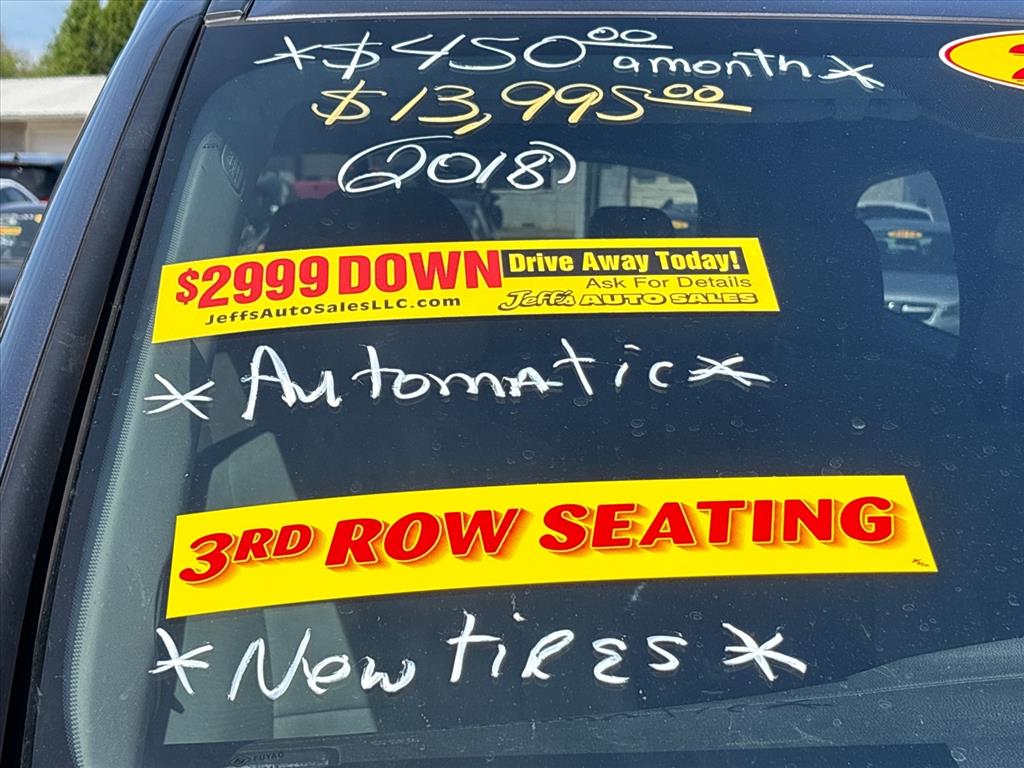 *$450.00 a month*
$13,995.00
(2018)
$2999 DOWN Drive Away Today!
Ask For Details
JeffsAutoSalesLLC.com Jeff's AUTO SALES
*Automatic*
3RD ROW SEATING
*New tires*
FUYAO